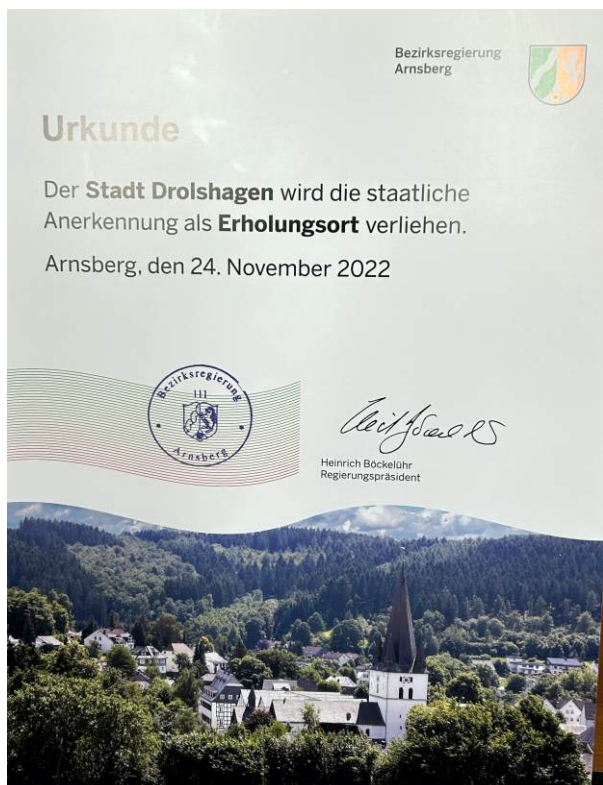 Bezirksregierung
Arnsberg
Urkunde
Der Stadt Drolshagen wird die staatliche
Anerkennung als Erholungsort verliehen.
Arnsberg, den 24. November 2022
Bezirksregierung
111
Arnsberg
Heinrich Böckelühr
Regierungspräsident